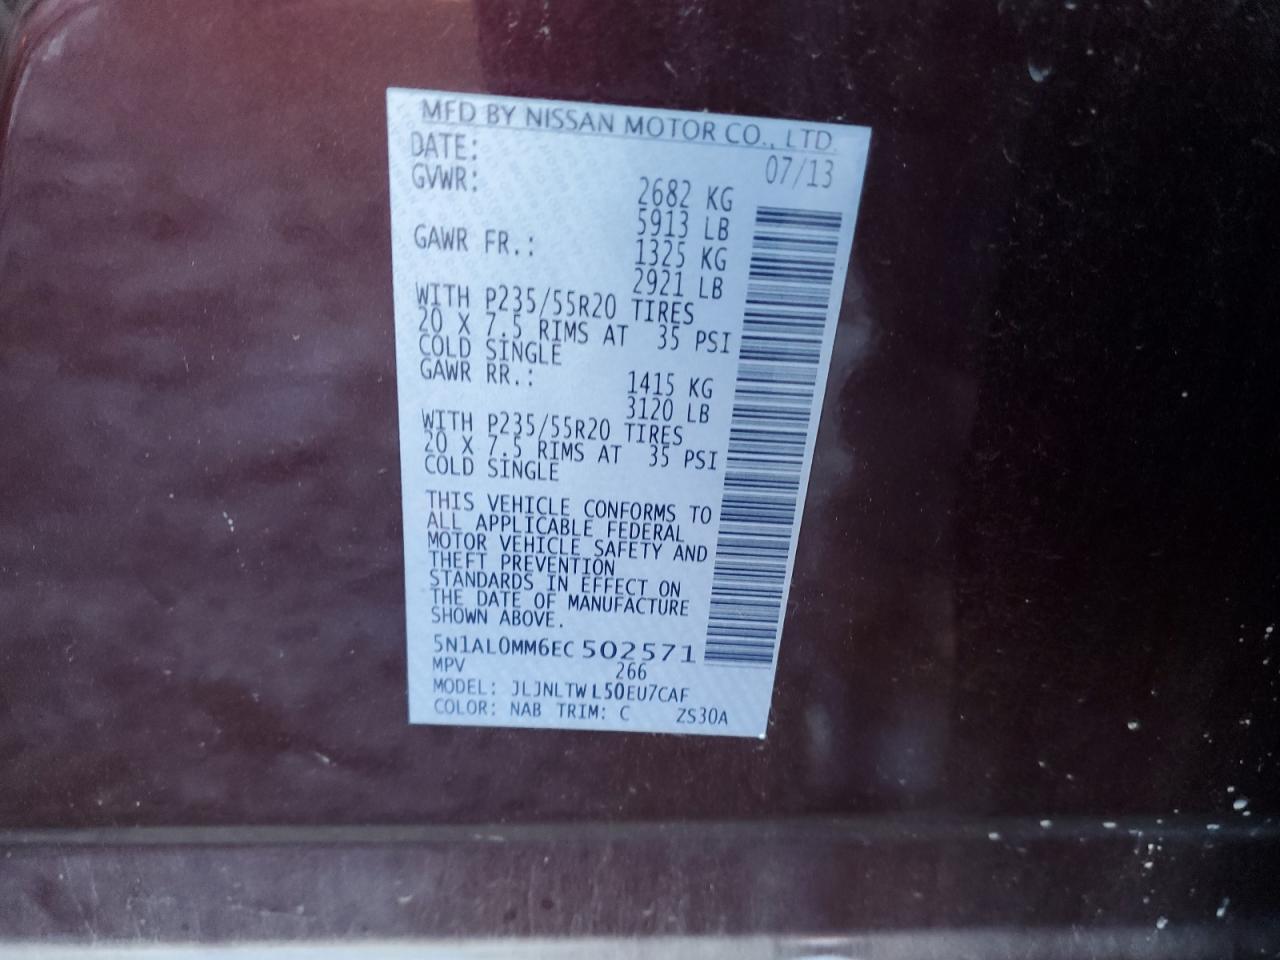 MFD BY NISSAN MOTOR CO., LTD.
DATE: 07/13
GVWR: 2682 KG
5913 LB
GAWR FR.: 1325 KG
2921 LB
WITH P235/55R20 TIRES
20 X 7.5 RIMS AT 35 PSI
COLD SINGLE
GAWR RR.: 1415 KG
3120 LB
WITH P235/55R20 TIRES
20 X 7.5 RIMS AT 35 PSI
COLD SINGLE
THIS VEHICLE CONFORMS TO
ALL APPLICABLE FEDERAL
MOTOR VEHICLE SAFETY AND
THEFT PREVENTION
STANDARDS IN EFFECT ON
THE DATE OF MANUFACTURE
SHOWN ABOVE.
5N1AL0MM6EC502571
MPV 266
MODEL: JLJNLTWL50EU7CAF
COLOR: NAB TRIM: C ZS30A